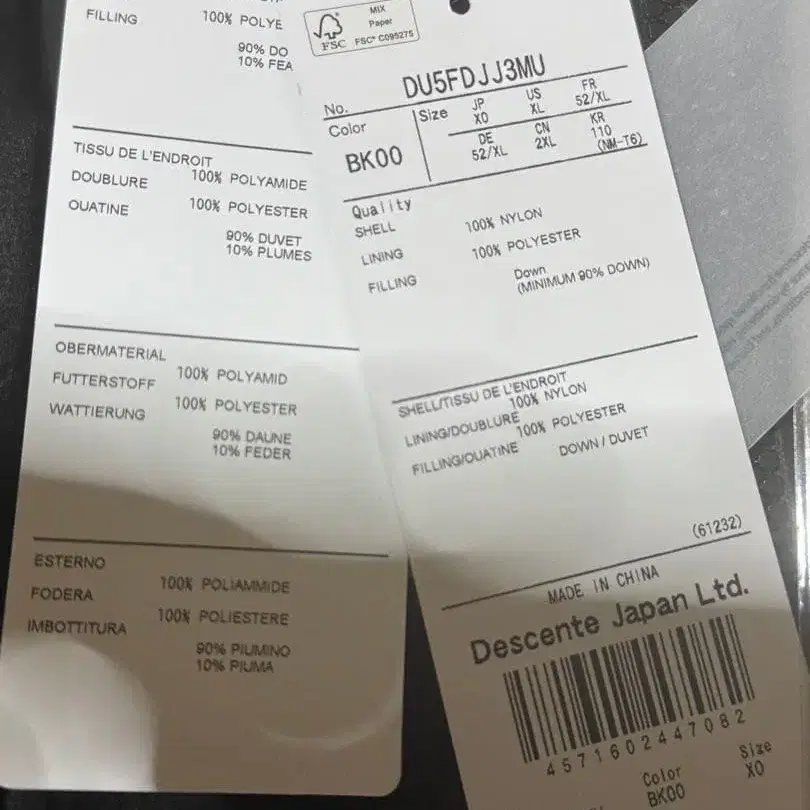 FILLING 100% POLYE
90% DO
10% FEA
TISSU DE L'ENDROIT
100% POLYAMIDE
DOUBLURE
100% POLYESTER
OUATINE
90% DUVET
10% PLUMES
OBERMATERIAL
100% POLYAMID
FUTTERSTOFF
100% POLYESTER
WATTIERUNG
90% DAUNE
10% FEDER
ESTERNO
100% POLIAMMIDE
FODERA
100% POLIESTERE
IMBOTTITURA
90% PIUMINO
10% PIUMA
FSC
MIX
Paper
FSC® C095275
No. DU5FDJJ3MU
Color
BK00
Size JP US FR
XO XL 52/XL
DE CN KR
52/XL 2XL 110
(NM-T6)
Quality
SHELL 100% NYLON
LINING 100% POLYESTER
FILLING Down
(MINIMUM 90% DOWN)
SHELL/TISSU DE L'ENDROIT
100% NYLON
LINING/DOUBLURE
100% POLYESTER
FILLING/OUATINE
DOWN / DUVET
(61232)
MADE IN CHINA
Descente Japan Ltd.
4571602447082
Color Size
BK00 XO